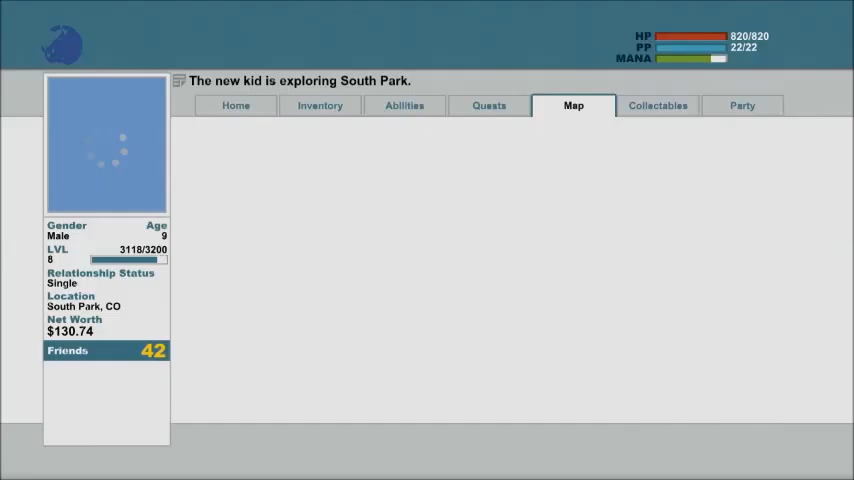 HP 820/820
PP 22/22
MANA
The new kid is exploring South Park.
Home Inventory Abilities Quests Map Collectables Party
Gender Age
Male 9
LVL 3118/3200
8
Relationship Status
Single
Location
South Park, CO
Net Worth
$130.74
Friends 42